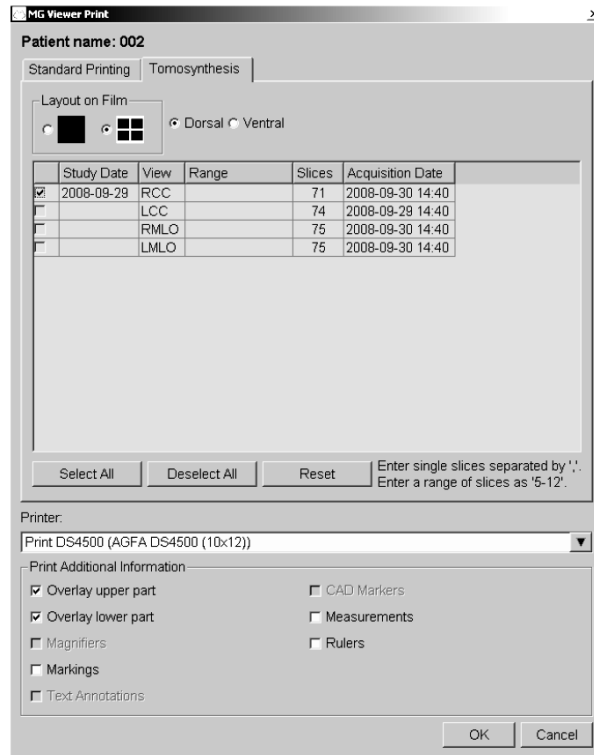 MG Viewer Print
Patient name: 002
Standard Printing Tomosynthesis
Layout on Film
Dorsal Ventral
Study Date View Range Slices Acquisition Date
2008-09-29 RCC 71 2008-09-30 14:40
LCC 74 2008-09-29 14:40
RMLO 75 2008-09-30 14:40
LMLO 75 2008-09-30 14:40
Select All Deselect All Reset Enter single slices separated by ','.
Enter a range of slices as '5-12'.
Printer:
Print DS4500 (AGFA DS4500 (10x12))
Print Additional Information
Overlay upper part CAD Markers
Overlay lower part Measurements
Magnifiers Rulers
Markings
Text Annotations
OK Cancel